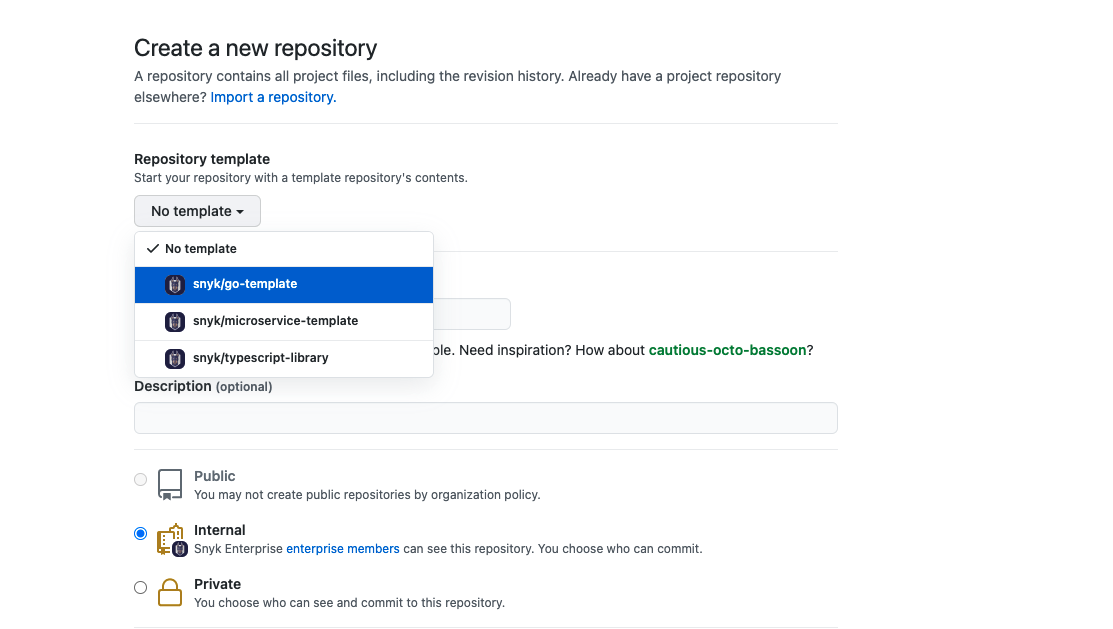 Create a new repository
A repository contains all project files, including the revision history. Already have a project repository
elsewhere? Import a repository.
Repository template
Start your repository with a template repository's contents.
No template
No template
snyk/go-template
snyk/microservice-template
snyk/typescript-library
Need inspiration? How about cautious-octo-bassoon?
Description (optional)
Public
You may not create public repositories by organization policy.
Internal
Snyk Enterprise enterprise members can see this repository. You choose who can commit.
Private
You choose who can see and commit to this repository.